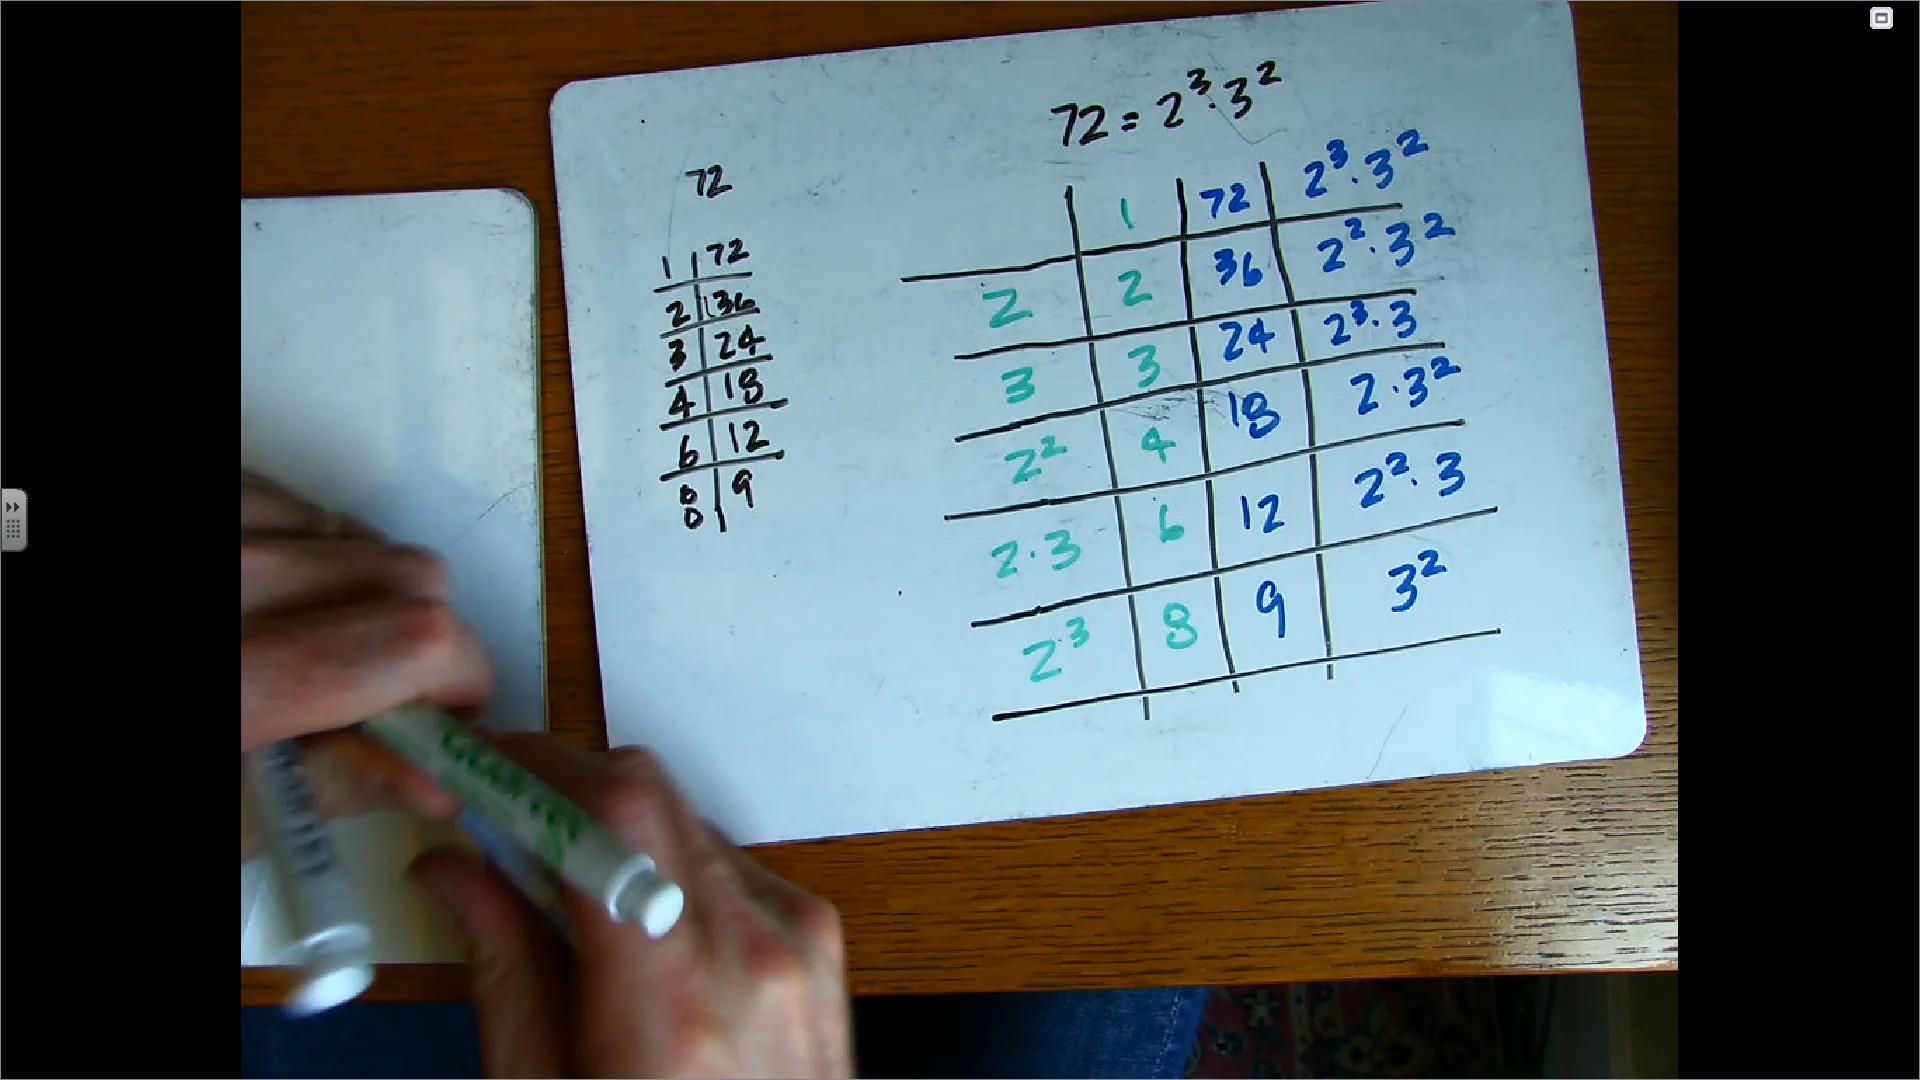 72
1 72
2 36
3 24
4 18
6 12
8 9
72 = 2³·3²
1 72 2³·3²
2 2 36 2²·3²
3 3 24 2³·3
2² 4 18 2·3²
2·3 6 12 2²·3
2³ 8 9 3²